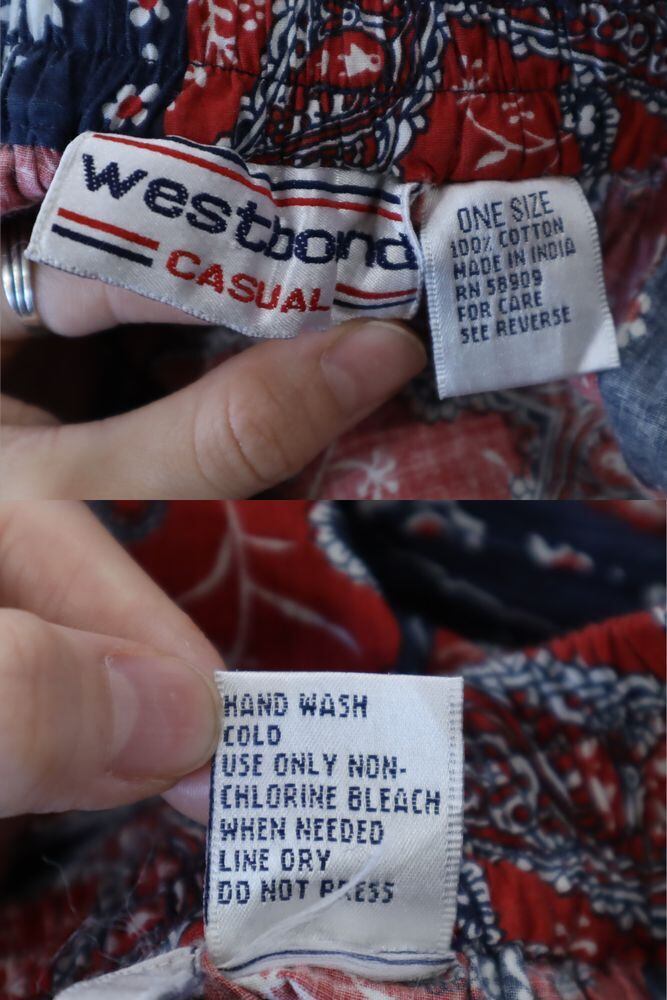 westbound
CASUAL
ONE SIZE
100% COTTON
MADE IN INDIA
RN 58909
FOR CARE
SEE REVERSE
HAND WASH
COLD
USE ONLY NON-
CHLORINE BLEACH
WHEN NEEDED
LINE DRY
DO NOT PRESS